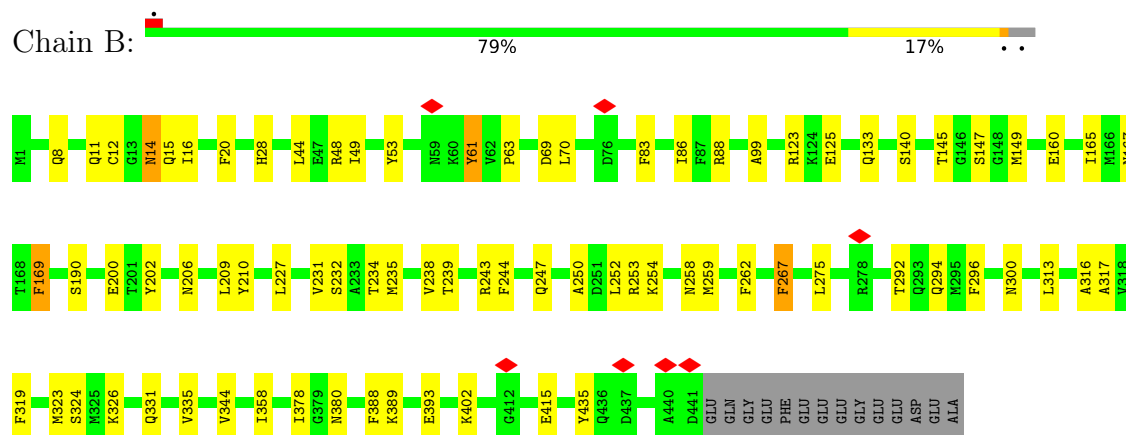 Chain B:
79% 17%
M1 Q8 Q11 C12 G13 N14 Q15 I16 F20 H28 L44 E47 R48 I49 Y53 N59 K60 Y61 V62 P63 D69 L70 D76 F83 I86 F87 R88 A99 R123 K124 E125 Q133 S140 T145 G146 S147 G148 M149 E160 I165 M166
T168 F169 S190 E200 T201 Y202 N206 L209 Y210 L227 V231 S232 A233 T234 M235 V238 T239 R243 F244 Q247 A250 D251 L252 R253 K254 N258 M259 F262 F267 L275 R278 T292 Q293 Q294 M295 F296 N300 L313 A316 A317 V318
F319 M323 S324 M325 K326 Q331 V335 V344 I358 I378 G379 N380 F388 K389 E393 K402 G412 E415 Y435 Q436 D437 A440 D441 GLU GLN GLY GLU PHE GLU GLU GLU GLY GLU GLU ASP GLU ALA